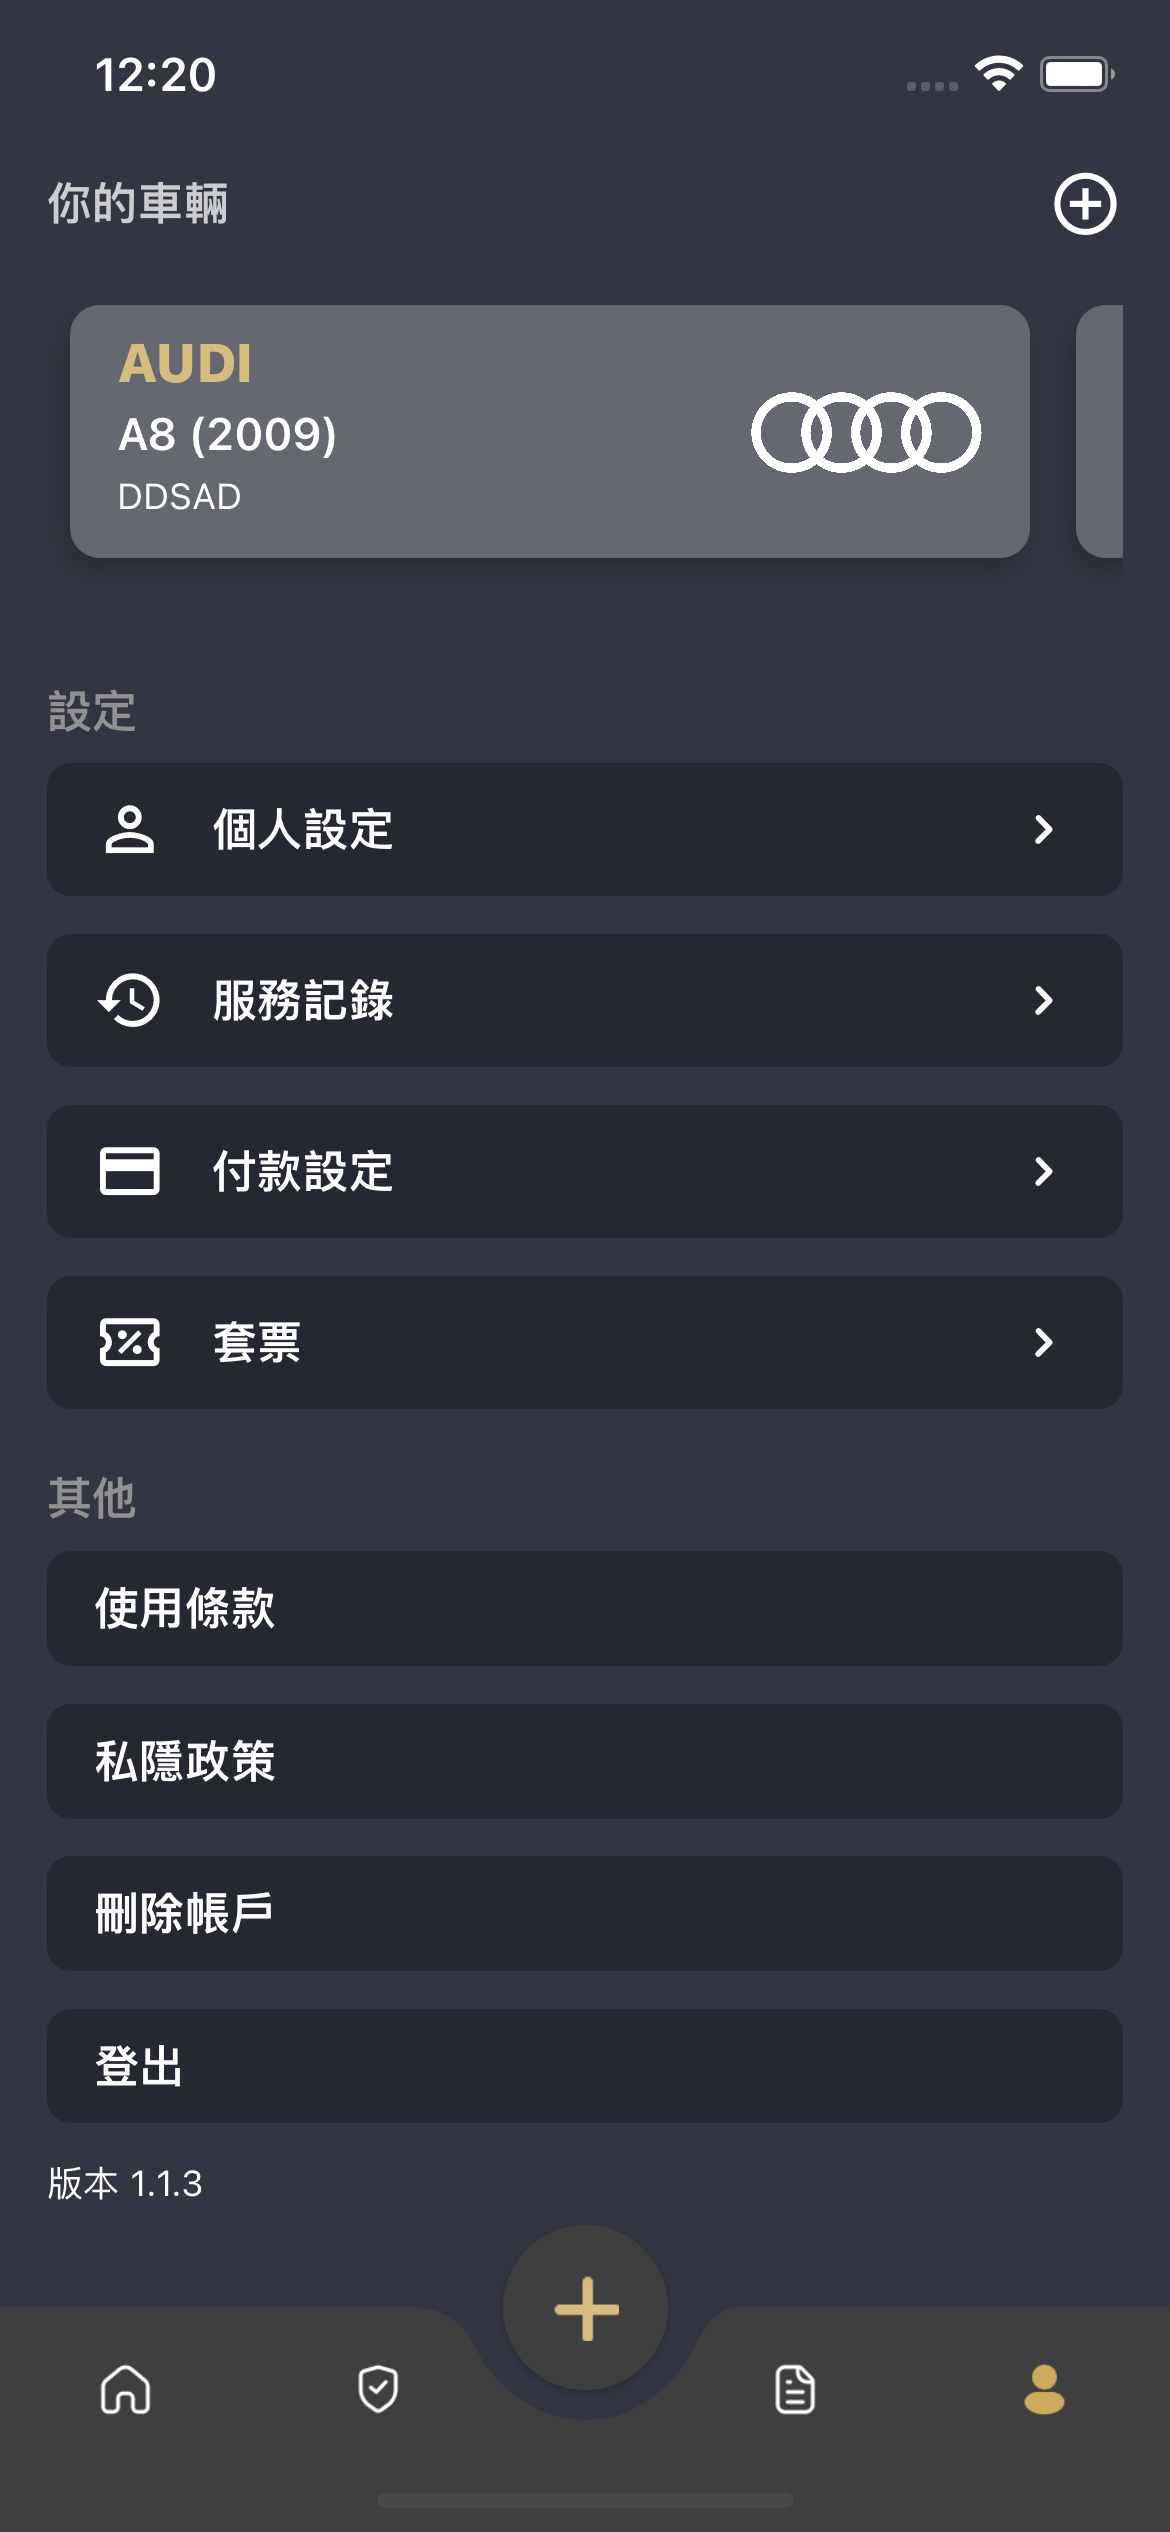 12:20
你的車輛
AUDI
A8 (2009)
DDSAD
設定
個人設定
服務記錄
付款設定
套票
其他
使用條款
私隱政策
刪除帳戶
登出
版本 1.1.3